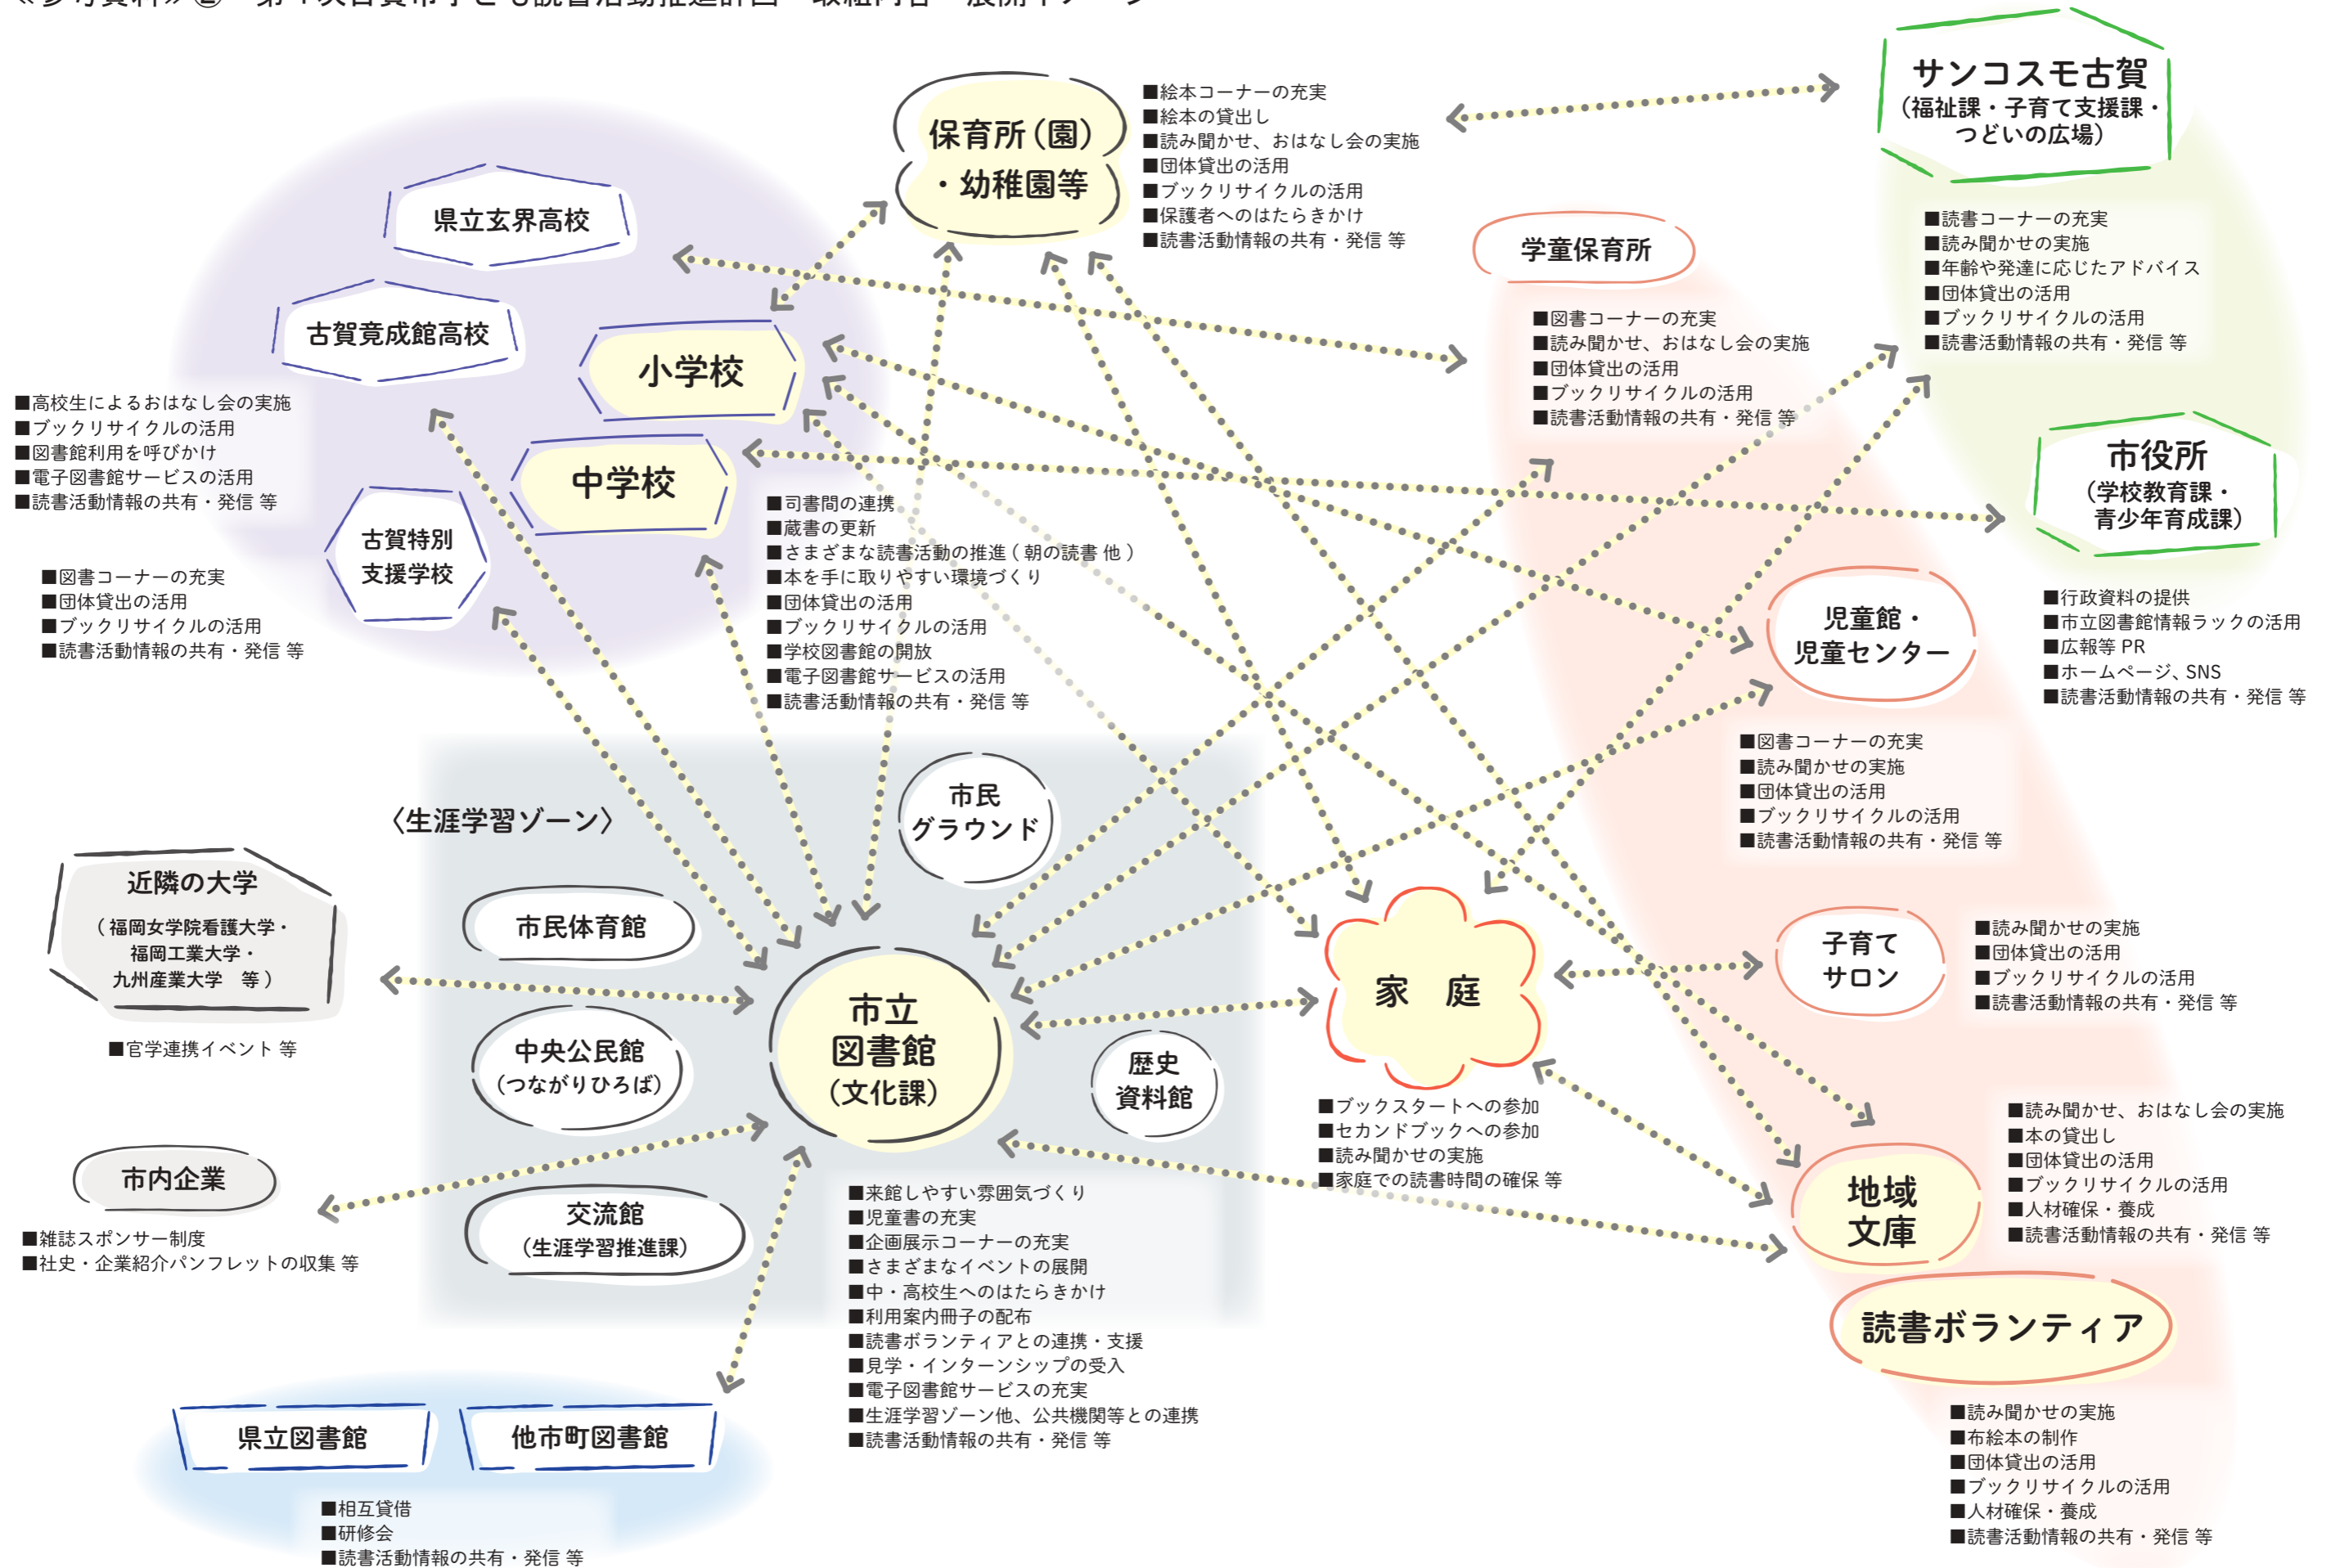 ≪参考資料≫② 第4次古賀市子ども読書活動推進計画 取組内容 展開イメージ
保育所(園)
・幼稚園等
■絵本コーナーの充実
■絵本の貸出し
■読み聞かせ、おはなし会の実施
■団体貸出の活用
■ブックリサイクルの活用
■保護者へのはたらきかけ
■読書活動情報の共有・発信 等
サンコスモ古賀
(福祉課・子育て支援課・
つどいの広場)
■読書コーナーの充実
■読み聞かせの実施
■年齢や発達に応じたアドバイス
■団体貸出の活用
■ブックリサイクルの活用
■読書活動情報の共有・発信 等
県立玄界高校
古賀竟成館高校
小学校
中学校
■高校生によるおはなし会の実施
■ブックリサイクルの活用
■図書館利用を呼びかけ
■電子図書館サービスの活用
■読書活動情報の共有・発信 等
古賀特別
支援学校
■図書コーナーの充実
■団体貸出の活用
■ブックリサイクルの活用
■読書活動情報の共有・発信 等
■司書間の連携
■蔵書の更新
■さまざまな読書活動の推進 ( 朝の読書 他 )
■本を手に取りやすい環境づくり
■団体貸出の活用
■ブックリサイクルの活用
■学校図書館の開放
■電子図書館サービスの活用
■読書活動情報の共有・発信 等
学童保育所
■図書コーナーの充実
■読み聞かせ、おはなし会の実施
■団体貸出の活用
■ブックリサイクルの活用
■読書活動情報の共有・発信 等
市役所
(学校教育課・
青少年育成課)
■行政資料の提供
■市立図書館情報ラックの活用
■広報等 PR
■ホームページ、SNS
■読書活動情報の共有・発信 等
児童館・
児童センター
■図書コーナーの充実
■読み聞かせの実施
■団体貸出の活用
■ブックリサイクルの活用
■読書活動情報の共有・発信 等
〈生涯学習ゾーン〉
市民
グラウンド
市民体育館
中央公民館
(つながりひろば)
交流館
(生涯学習推進課)
市立
図書館
(文化課)
歴史
資料館
■来館しやすい雰囲気づくり
■児童書の充実
■企画展示コーナーの充実
■さまざまなイベントの展開
■中・高校生へのはたらきかけ
■利用案内冊子の配布
■読書ボランティアとの連携・支援
■見学・インターンシップの受入
■電子図書館サービスの充実
■生涯学習ゾーン他、公共機関等との連携
■読書活動情報の共有・発信 等
近隣の大学
( 福岡女学院看護大学・
福岡工業大学・
九州産業大学 等 )
■官学連携イベント 等
市内企業
■雑誌スポンサー制度
■社史・企業紹介パンフレットの収集 等
県立図書館
他市町図書館
■相互貸借
■研修会
■読書活動情報の共有・発信 等
家 庭
■ブックスタートへの参加
■セカンドブックへの参加
■読み聞かせの実施
■家庭での読書時間の確保 等
子育て
サロン
■読み聞かせの実施
■団体貸出の活用
■ブックリサイクルの活用
■読書活動情報の共有・発信 等
地域
文庫
■読み聞かせ、おはなし会の実施
■本の貸出し
■団体貸出の活用
■ブックリサイクルの活用
■人材確保・養成
■読書活動情報の共有・発信 等
読書ボランティア
■読み聞かせの実施
■布絵本の制作
■団体貸出の活用
■ブックリサイクルの活用
■人材確保・養成
■読書活動情報の共有・発信 等